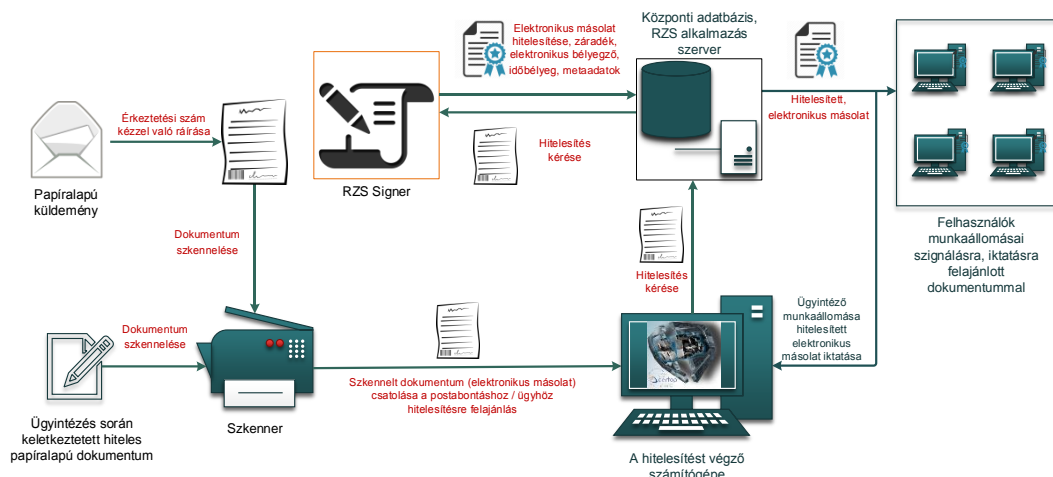 Érkeztetési szám
kézzel való ráírása
Papíralapú
küldemény
Elektronikus másolat
hitelesítése, záradék,
elektronikus bélyegző,
időbélyeg, metaadatok
Hitelesítés
kérése
RZS Signer
Központi adatbázis,
RZS alkalmazás
szerver
Hitelesített,
elektronikus másolat
Felhasználók
munkaállomásai
szignálásra, iktatásra
felajánlott
dokumentummal
Dokumentum
szkennelése
Hitelesítés
kérése
Ügyintéző
munkaállomása
hitelesített
elektronikus
másolat iktatása
Dokumentum
szkennelése
Ügyintézés során
keletkeztetett hiteles
papíralapú dokumentum
Szkenner
Szkennelt dokumentum (elektronikus másolat)
csatolása a postabontáshoz / ügyhöz
hitelesítésre felajánlás
A hitelesítést végző
számítógépe